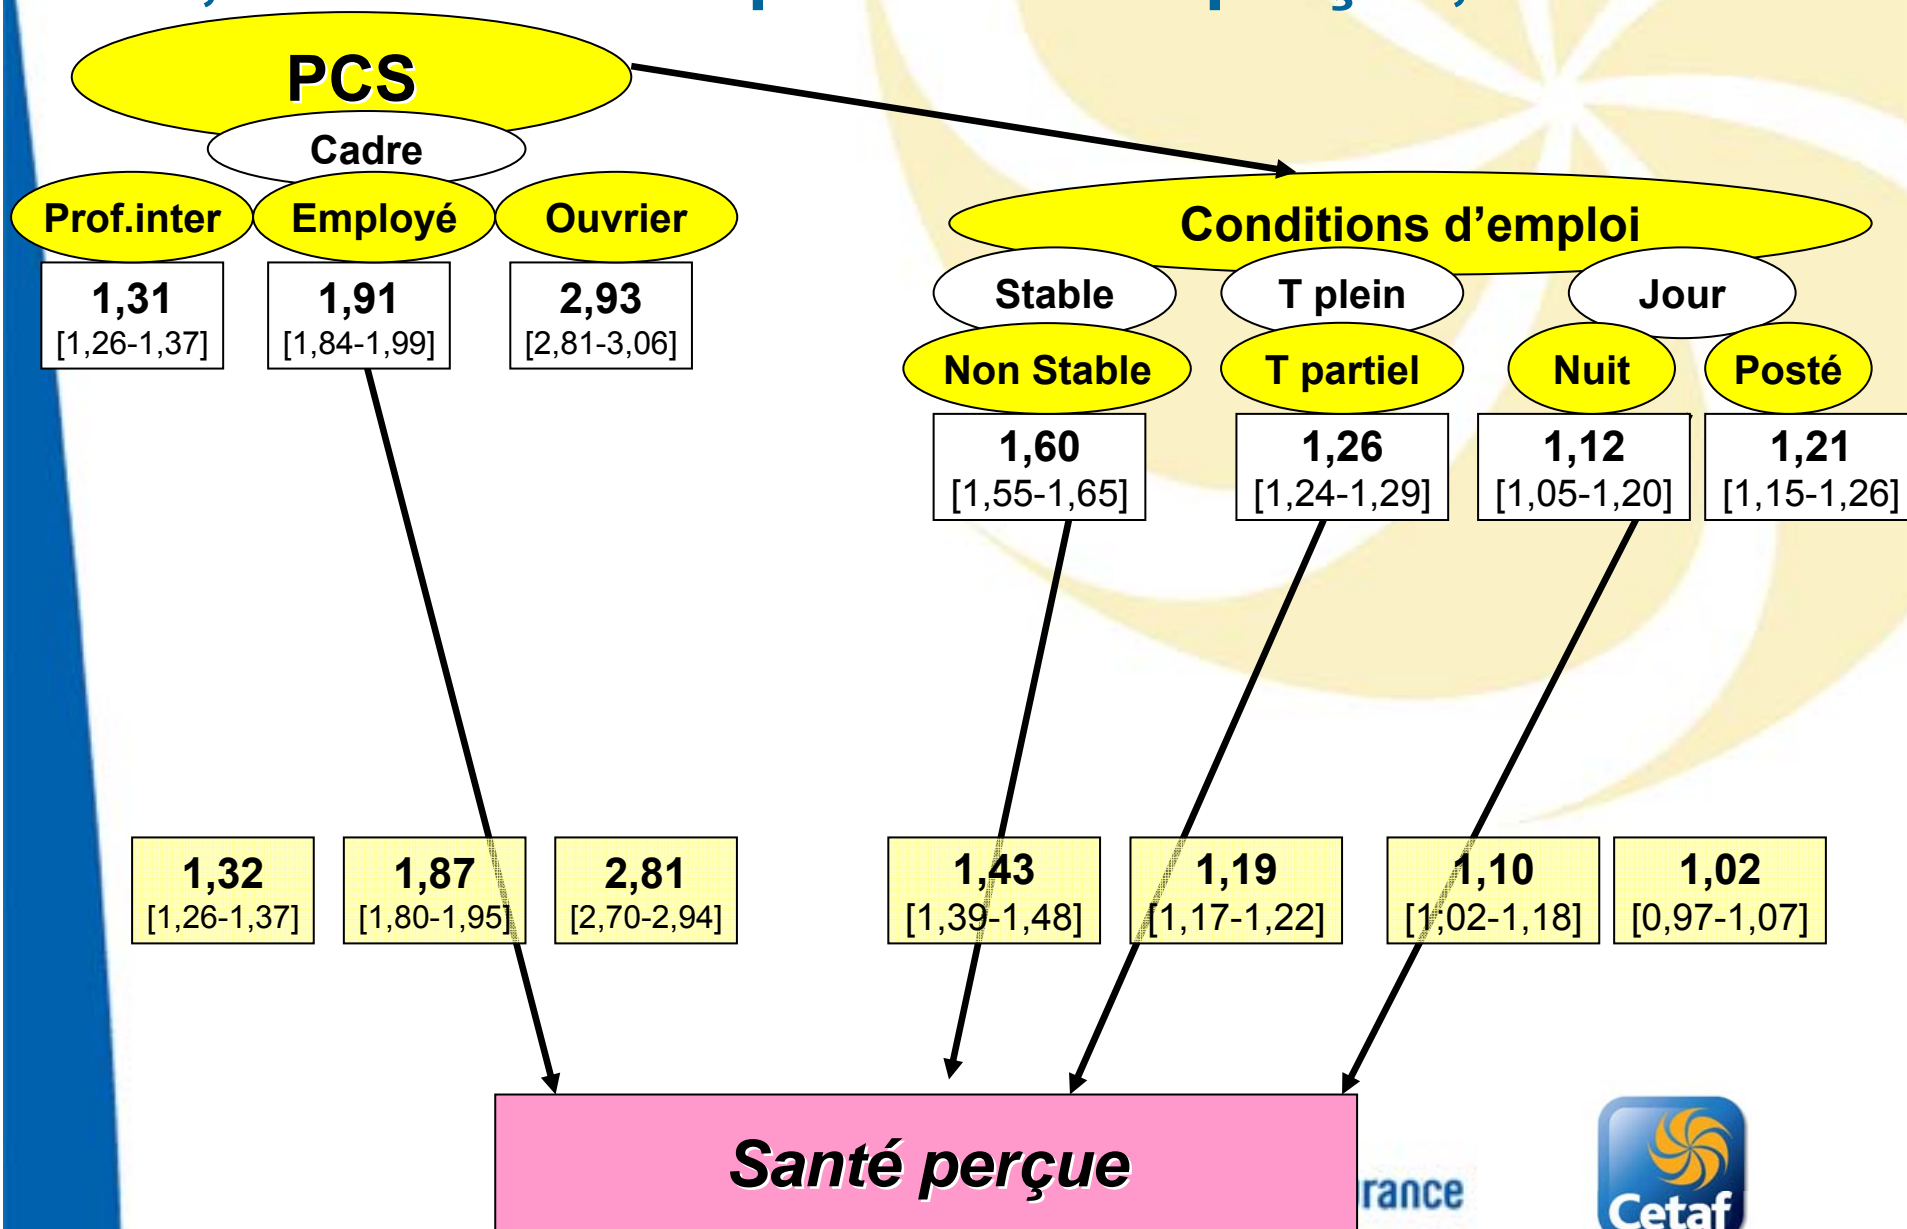 PCS
Cadre
Prof.inter Employé Ouvrier
1,31 1,91 2,93
[1,26-1,37] [1,84-1,99] [2,81-3,06]
Conditions d’emploi
Stable T plein Jour
Non Stable T partiel Nuit Posté
1,60 1,26 1,12 1,21
[1,55-1,65] [1,24-1,29] [1,05-1,20] [1,15-1,26]
1,32 1,87 2,81 1,43 1,19 1,10 1,02
[1,26-1,37] [1,80-1,95] [2,70-2,94] [1,39-1,48] [1,17-1,22] [1,02-1,18] [0,97-1,07]
Santé perçue
rance
Cetaf